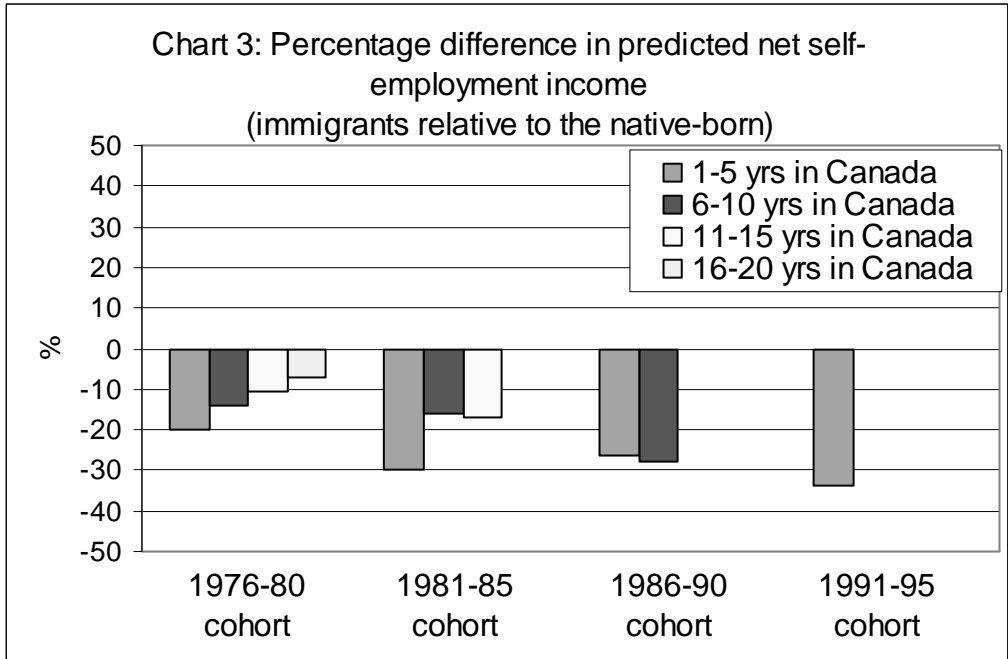 Chart 3: Percentage difference in predicted net self-
employment income
(immigrants relative to the native-born)
50
40
30
20
10
0
-10
-20
-30
-40
-50
%
1-5 yrs in Canada
6-10 yrs in Canada
11-15 yrs in Canada
16-20 yrs in Canada
1976-80
cohort
1981-85
cohort
1986-90
cohort
1991-95
cohort